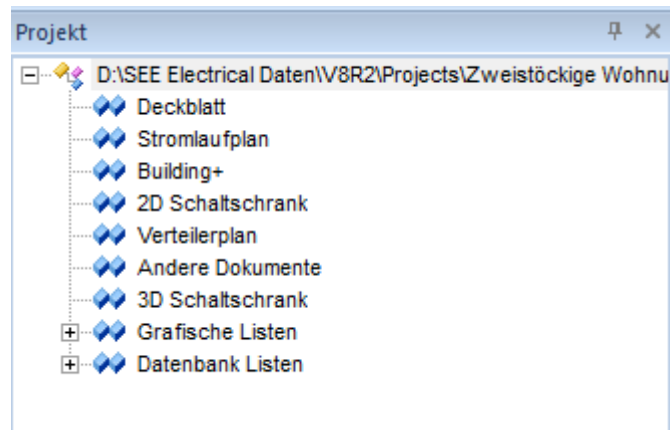 Projekt
D:\SEE Electrical Daten\V8R2\Projects\Zweistöckige Wohnu
Deckblatt
Stromlaufplan
Building+
2D Schaltschrank
Verteilerplan
Andere Dokumente
3D Schaltschrank
Grafische Listen
Datenbank Listen